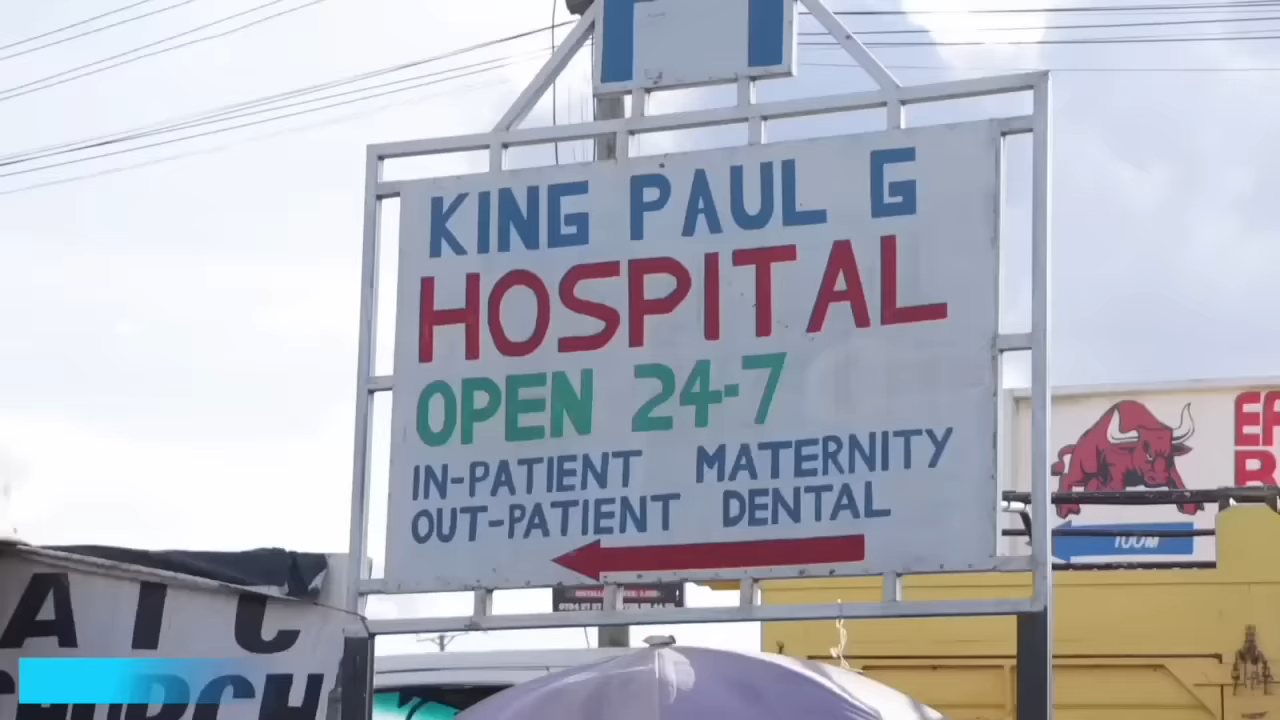 KING PAUL G
HOSPITAL
OPEN 24-7
IN-PATIENT MATERNITY
OUT-PATIENT DENTAL
100M